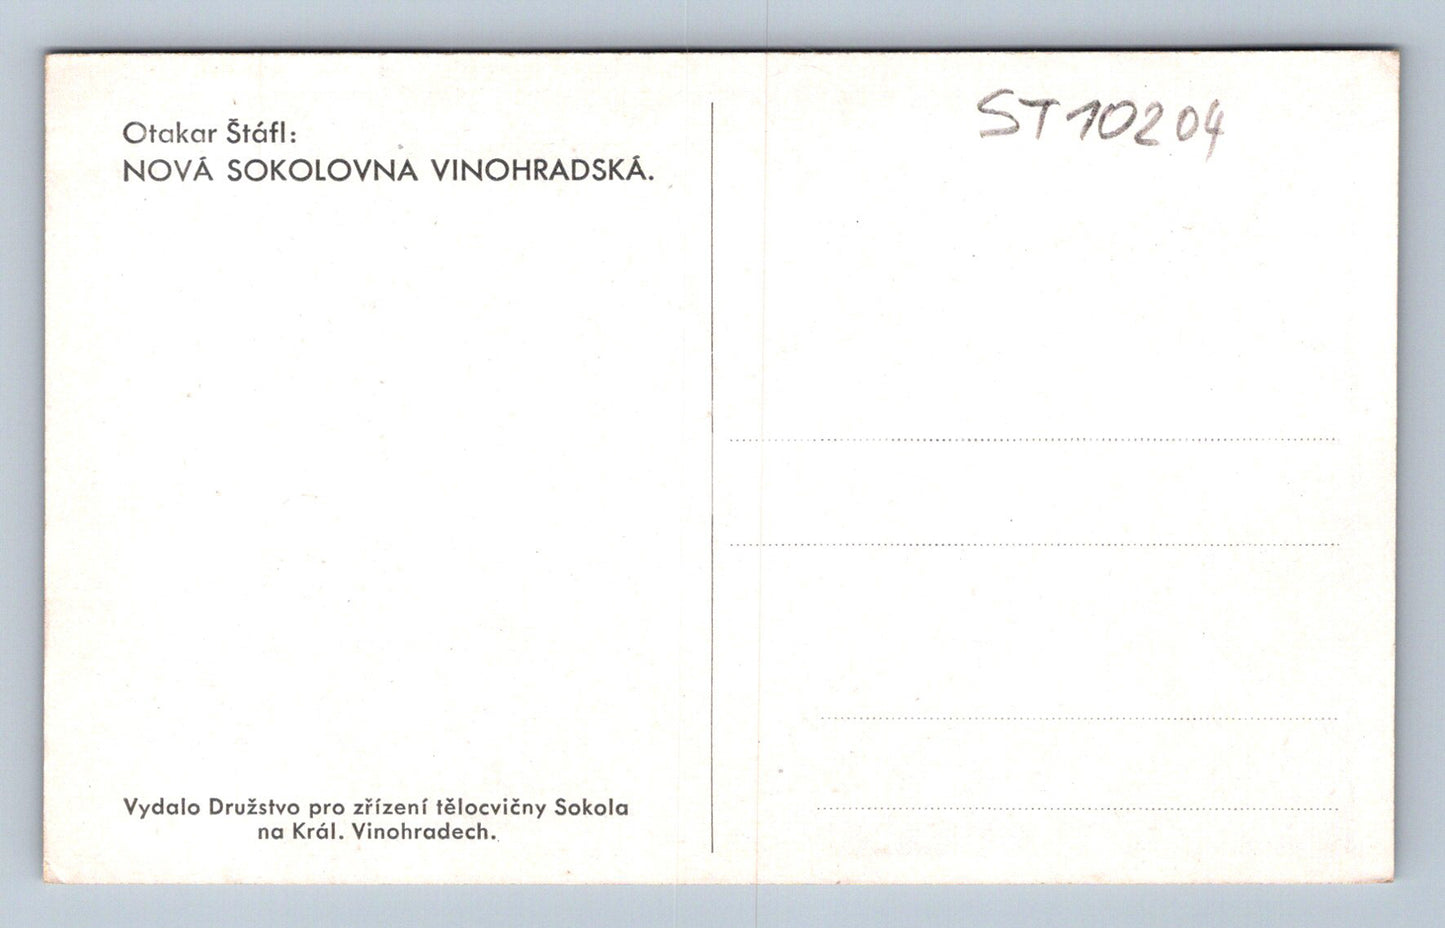 Otakar Štáfl:
NOVÁ SOKOLOVNA VINOHRADSKÁ.
ST10204
Vydalo Družstvo pro zřízení tělocvičny Sokola
na Král. Vinohradech.